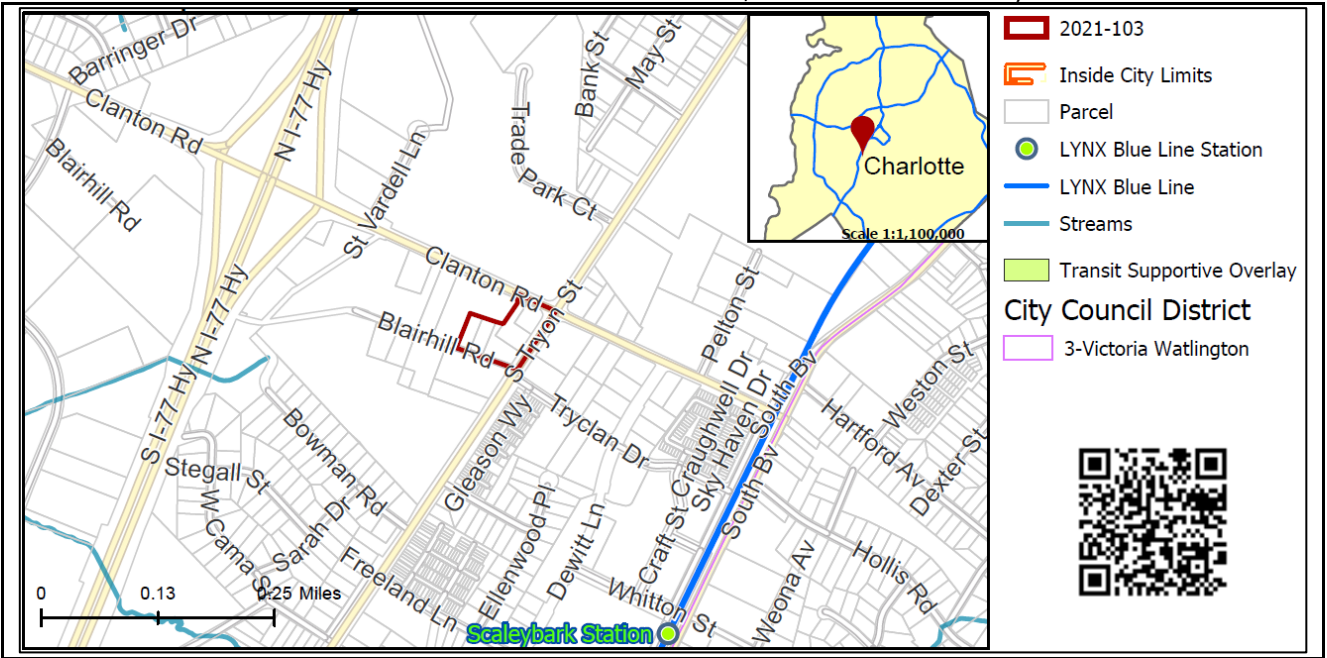 Barringer Dr
Clanton Rd
Blairhill Rd
N I-77 Hy
St Vardell Ln
Trade Park Ct
Bank St
May St
Charlotte
Scale 1:1,100,000
Clanton Rd
Blairhill Rd
S Tryon St
N I-77 Hy
S I-77 Hy
Pelton St
South Bv
Weston St
Hartford Av
Dexter St
Tryclan Dr
Gleason Wy
Craughwell Dr
Sky Haven Dr
Bowman Rd
Stegall St
W Cama St
Sarah Dr
Freeland Ln
Ellenwood Pl
Dewitt Ln
Craft St
South Bv
Hollis Rd
Weona Av
Whitton St
Scaleybark Station
0 0.13 0.25 Miles
2021-103
Inside City Limits
Parcel
LYNX Blue Line Station
LYNX Blue Line
Streams
Transit Supportive Overlay
City Council District
3-Victoria Watlington